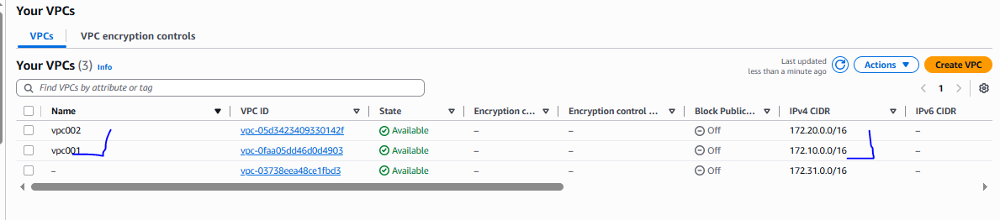 Your VPCs
VPCs VPC encryption controls
Your VPCs (3) Info
Last updated
less than a minute ago
Actions
Create VPC
Find VPCs by attribute or tag
1
Name VPC ID State Encryption c... Encryption control ... Block Public... IPv4 CIDR IPv6 CIDR
vpc002 vpc-05d3423409330142f Available – – Off 172.20.0.0/16 –
vpc001 vpc-0faa05dd46d0d4903 Available – – Off 172.10.0.0/16 –
– vpc-03738eea48ce1fbd3 Available – – Off 172.31.0.0/16 –